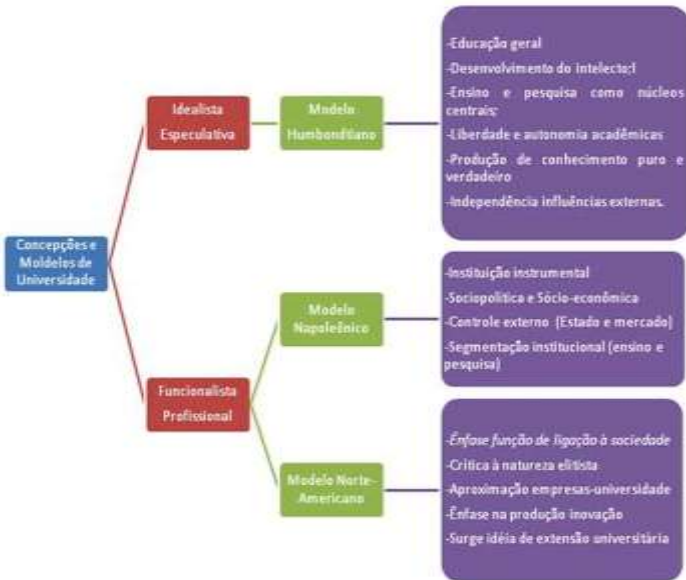 Concepções e
Moldelos de
Universidade
Idealista
Especulativa
Modelo
Humbondtiano
-Educação geral
-Desenvolvimento do intelecto;l
-Ensino e pesquisa como núcleos
centrais;
-Liberdade e autonomia acadêmicas
-Produção de conhecimento puro e
verdadeiro
-Independência influências externas.
Funcionalista
Profissional
Modelo
Napoleônico
-Instituição instrumental
-Sociopolítica e Sócio-econômica
-Controle externo (Estado e mercado)
-Segmentação institucional (ensino e
pesquisa)
Modelo Norte-
Americano
-Ênfase função de ligação à sociedade
-Critica à natureza elitista
-Aproximação empresas-universidade
-Ênfase na produção inovação
-Surge idéia de extensão universitária